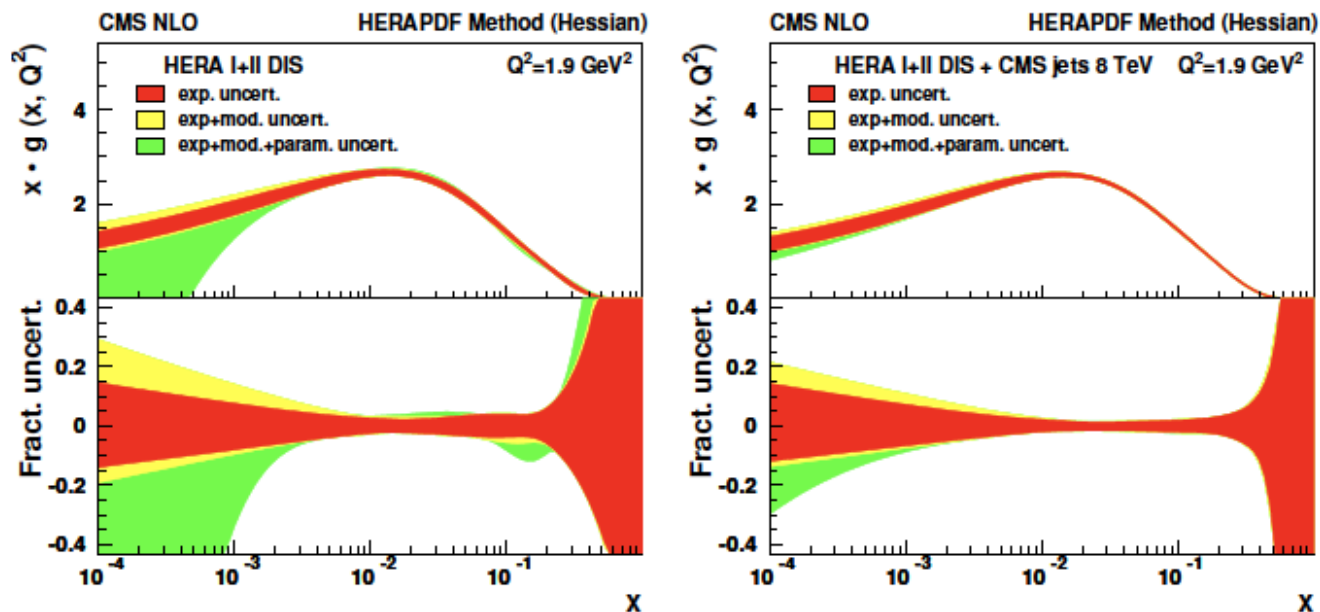 CMS NLO HERAPDF Method (Hessian)
HERA I+II DIS Q²=1.9 GeV²
exp. uncert.
exp+mod. uncert.
exp+mod.+param. uncert.
x • g (x, Q²)
4
2
Fract. uncert.
0.4
0.2
0
-0.2
-0.4
10⁻⁴ 10⁻³ 10⁻² 10⁻¹ 1
x
CMS NLO HERAPDF Method (Hessian)
HERA I+II DIS + CMS jets 8 TeV Q²=1.9 GeV²
exp. uncert.
exp+mod. uncert.
exp+mod.+param. uncert.
x • g (x, Q²)
4
2
Fract. uncert.
0.4
0.2
0
-0.2
-0.4
10⁻⁴ 10⁻³ 10⁻² 10⁻¹ 1
x